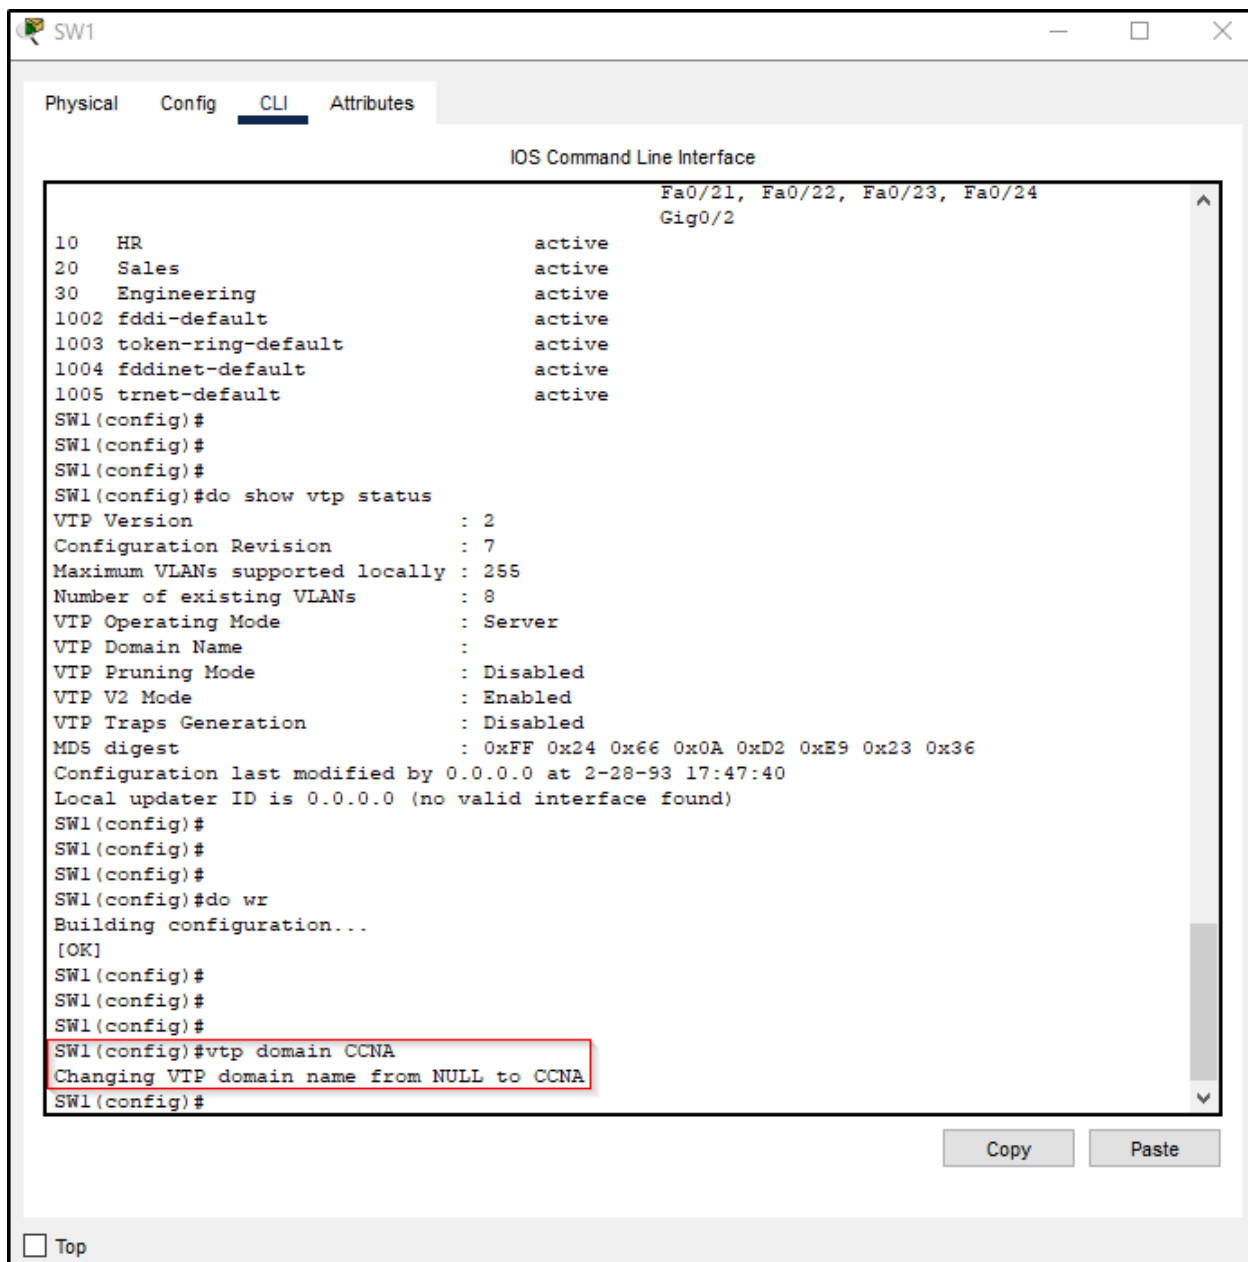 SW1
Physical Config CLI Attributes
IOS Command Line Interface
Fa0/21, Fa0/22, Fa0/23, Fa0/24
Gig0/2
10 HR active
20 Sales active
30 Engineering active
1002 fddi-default active
1003 token-ring-default active
1004 fddinet-default active
1005 trnet-default active
SW1(config)#
SW1(config)#
SW1(config)#
SW1(config)#do show vtp status
VTP Version : 2
Configuration Revision : 7
Maximum VLANs supported locally : 255
Number of existing VLANs : 8
VTP Operating Mode : Server
VTP Domain Name :
VTP Pruning Mode : Disabled
VTP V2 Mode : Enabled
VTP Traps Generation : Disabled
MD5 digest : 0xFF 0x24 0x66 0x0A 0xD2 0xE9 0x23 0x36
Configuration last modified by 0.0.0.0 at 2-28-93 17:47:40
Local updater ID is 0.0.0.0 (no valid interface found)
SW1(config)#
SW1(config)#
SW1(config)#
SW1(config)#do wr
Building configuration...
[OK]
SW1(config)#
SW1(config)#
SW1(config)#
SW1(config)#vtp domain CCNA
Changing VTP domain name from NULL to CCNA
SW1(config)#
Copy Paste
Top